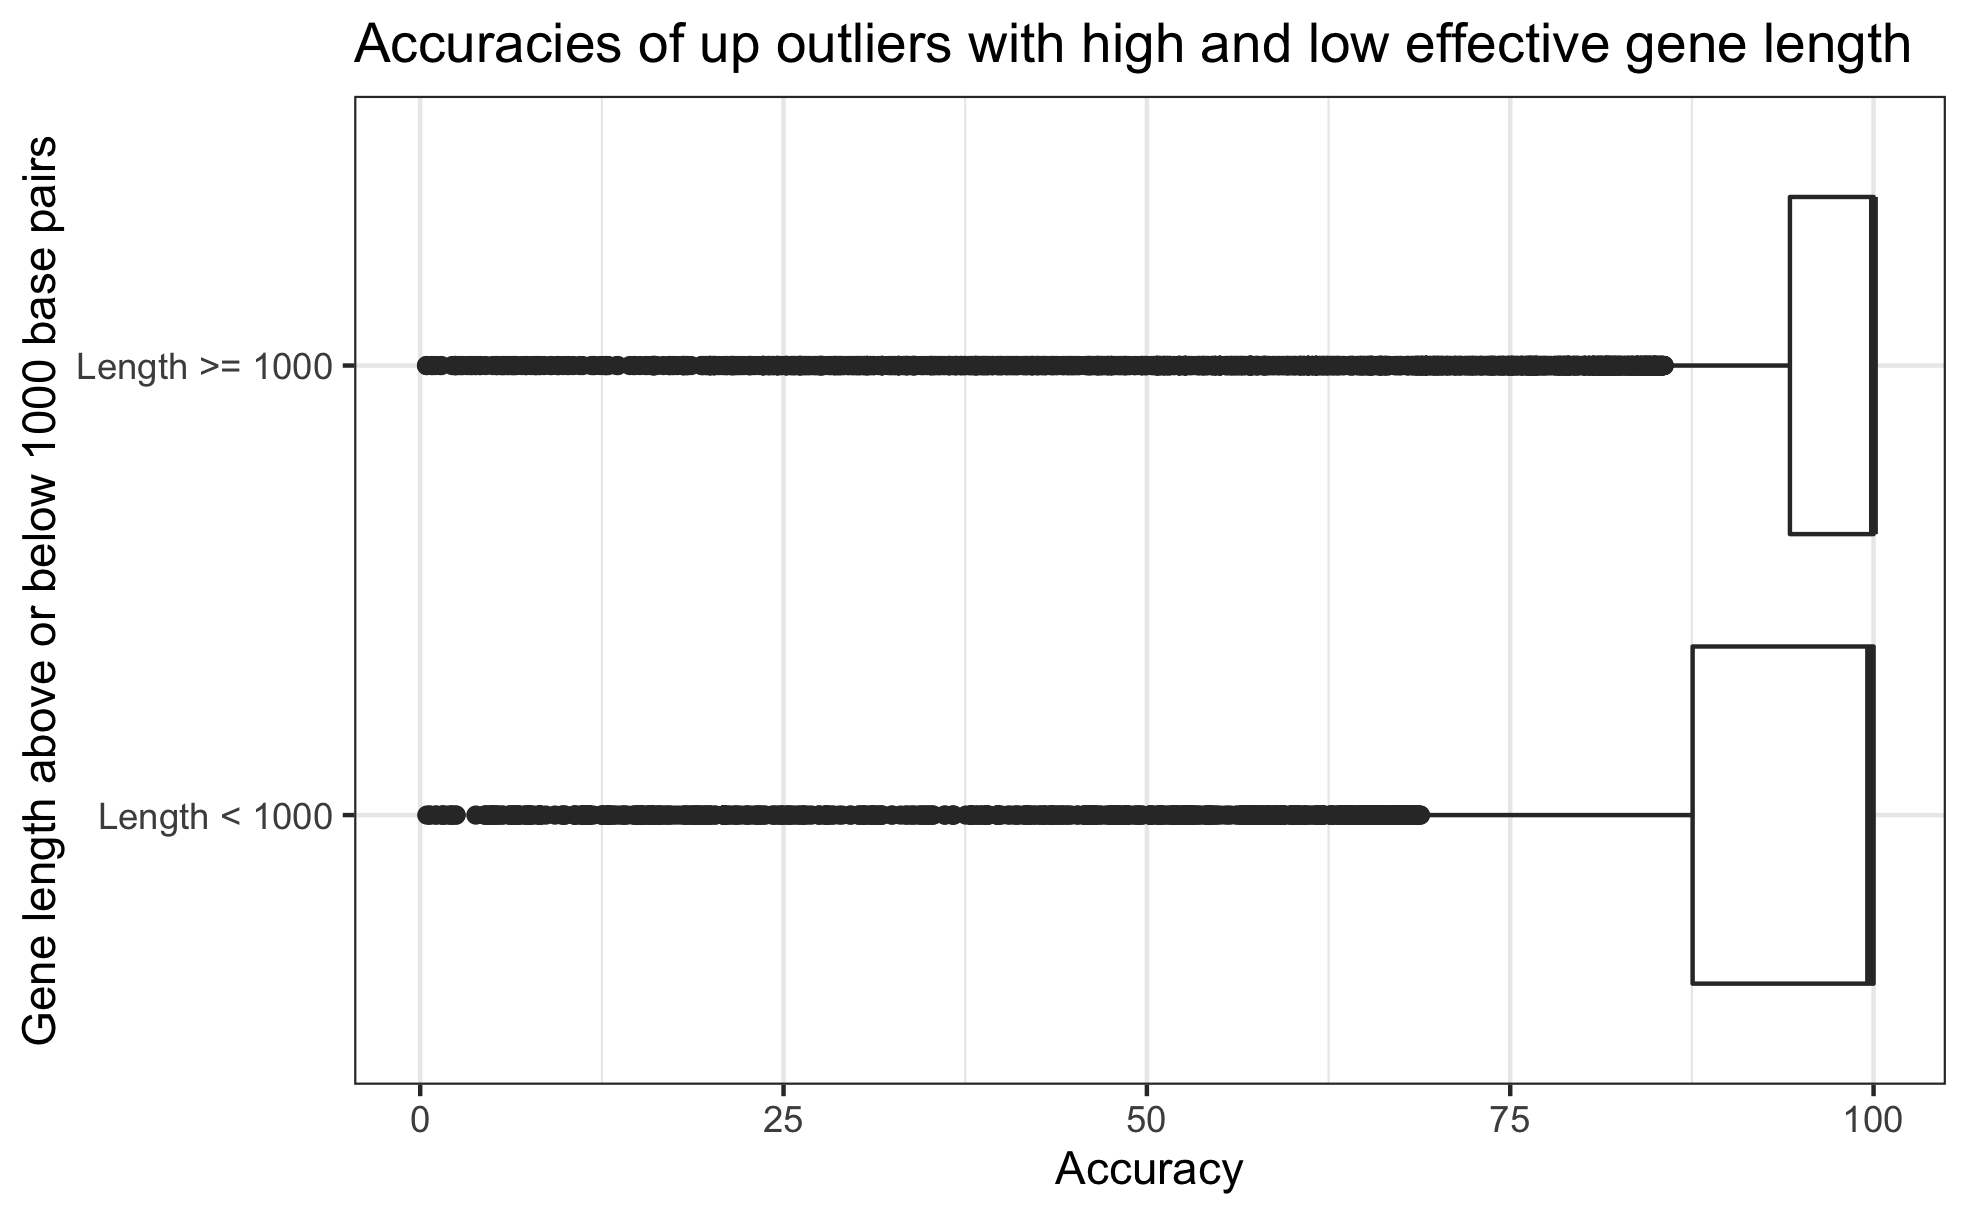 Accuracies of up outliers with high and low effective gene length
Gene length above or below 1000 base pairs
Length >= 1000
Length < 1000
0 25 50 75 100
Accuracy